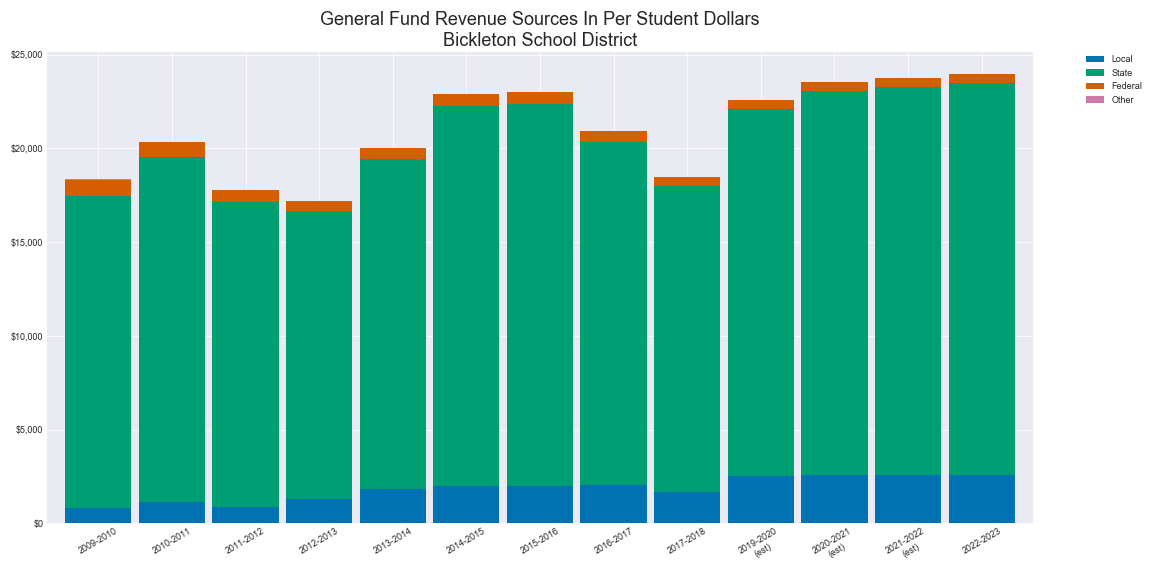 General Fund Revenue Sources In Per Student Dollars
Bickleton School District
$25,000
$20,000
$15,000
$10,000
$5,000
$0
Local
State
Federal
Other
2009-2010
2010-2011
2011-2012
2012-2013
2013-2014
2014-2015
2015-2016
2016-2017
2017-2018
2019-2020
(est)
2020-2021
(est)
2021-2022
(est)
2022-2023